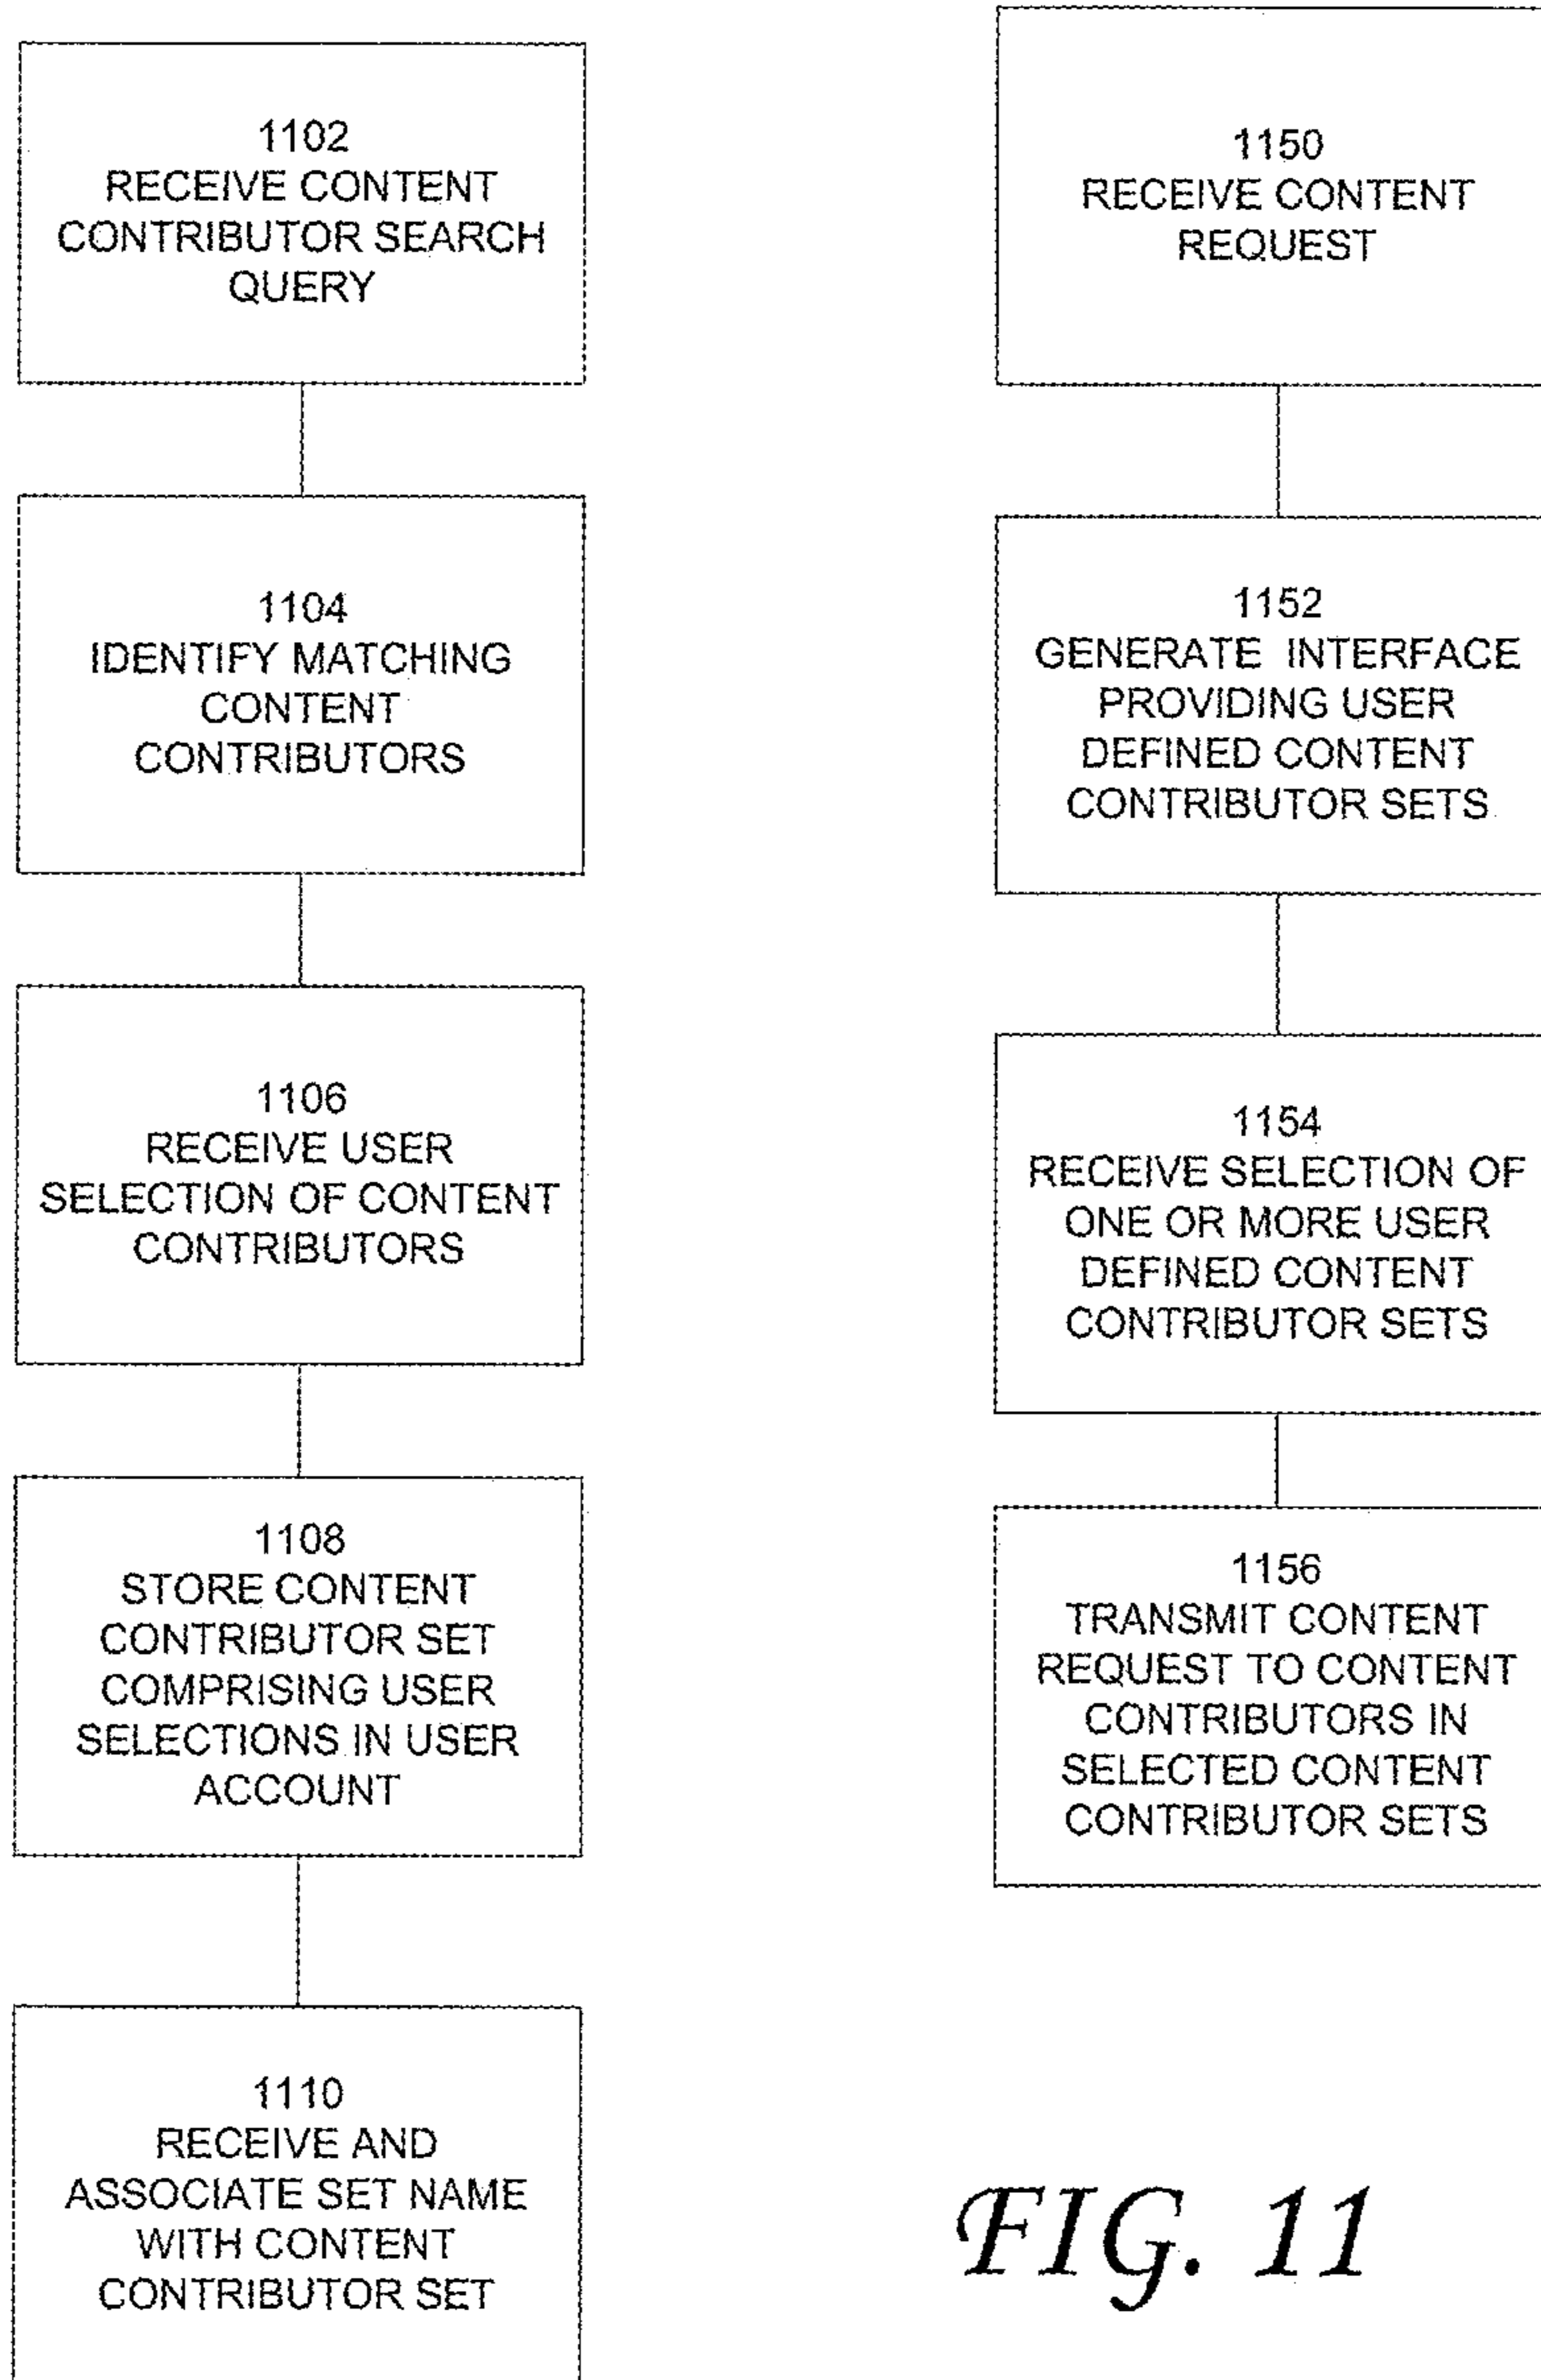 1102
RECEIVE CONTENT
CONTRIBUTOR SEARCH
QUERY
1104
IDENTIFY MATCHING
CONTENT
CONTRIBUTORS
1106
RECEIVE USER
SELECTION OF CONTENT
CONTRIBUTORS
1108
STORE CONTENT
CONTRIBUTOR SET
COMPRISING USER
SELECTIONS IN USER
ACCOUNT
1110
RECEIVE AND
ASSOCIATE SET NAME
WITH CONTENT
CONTRIBUTOR SET
1150
RECEIVE CONTENT
REQUEST
1152
GENERATE INTERFACE
PROVIDING USER
DEFINED CONTENT
CONTRIBUTOR SETS
1154
RECEIVE SELECTION OF
ONE OR MORE USER
DEFINED CONTENT
CONTRIBUTOR SETS
1156
TRANSMIT CONTENT
REQUEST TO CONTENT
CONTRIBUTORS IN
SELECTED CONTENT
CONTRIBUTOR SETS
FIG. 11